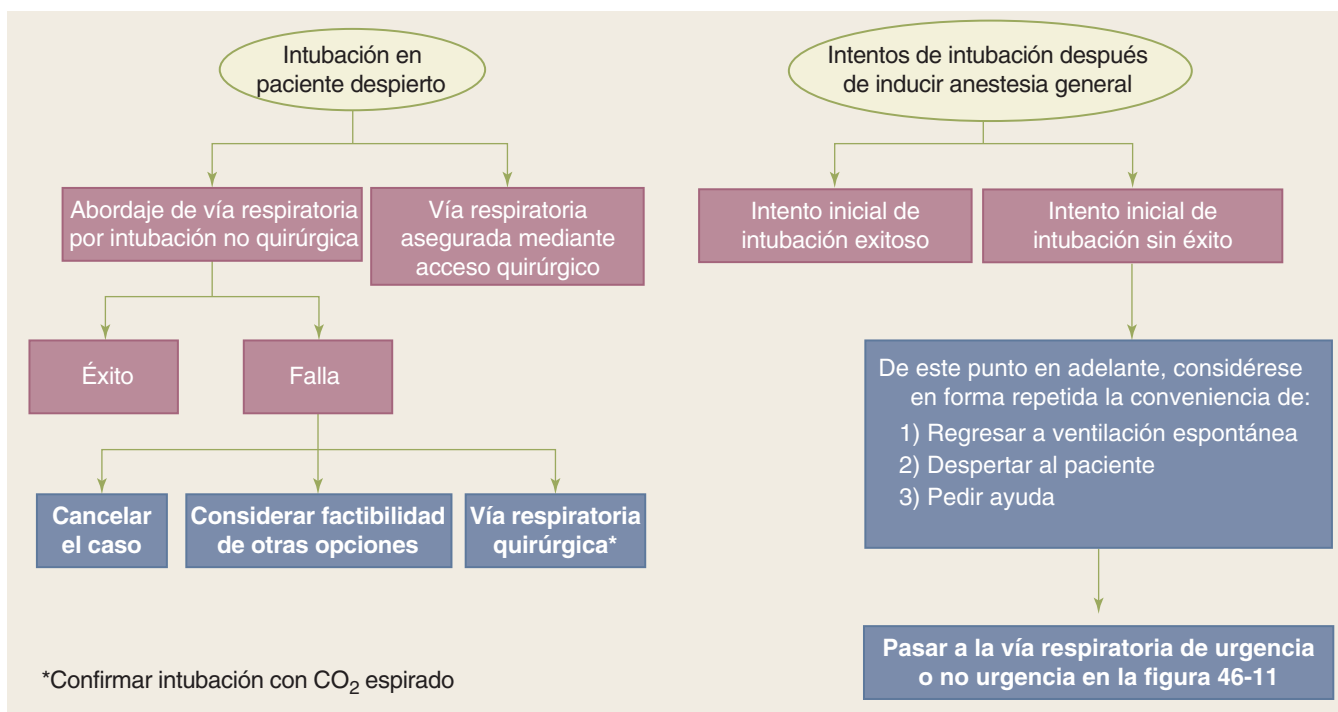 Intubación en
paciente despierto
Abordaje de vía respiratoria
por intubación no quirúrgica
Vía respiratoria
asegurada mediante
acceso quirúrgico
Éxito
Falla
Cancelar
el caso
Considerar factibilidad
de otras opciones
Vía respiratoria
quirúrgica*
*Confirmar intubación con CO₂ espirado
Intentos de intubación después
de inducir anestesia general
Intento inicial de
intubación exitoso
Intento inicial de
intubación sin éxito
De este punto en adelante, considérese
en forma repetida la conveniencia de:
1) Regresar a ventilación espontánea
2) Despertar al paciente
3) Pedir ayuda
Pasar a la vía respiratoria de urgencia
o no urgencia en la figura 46-11